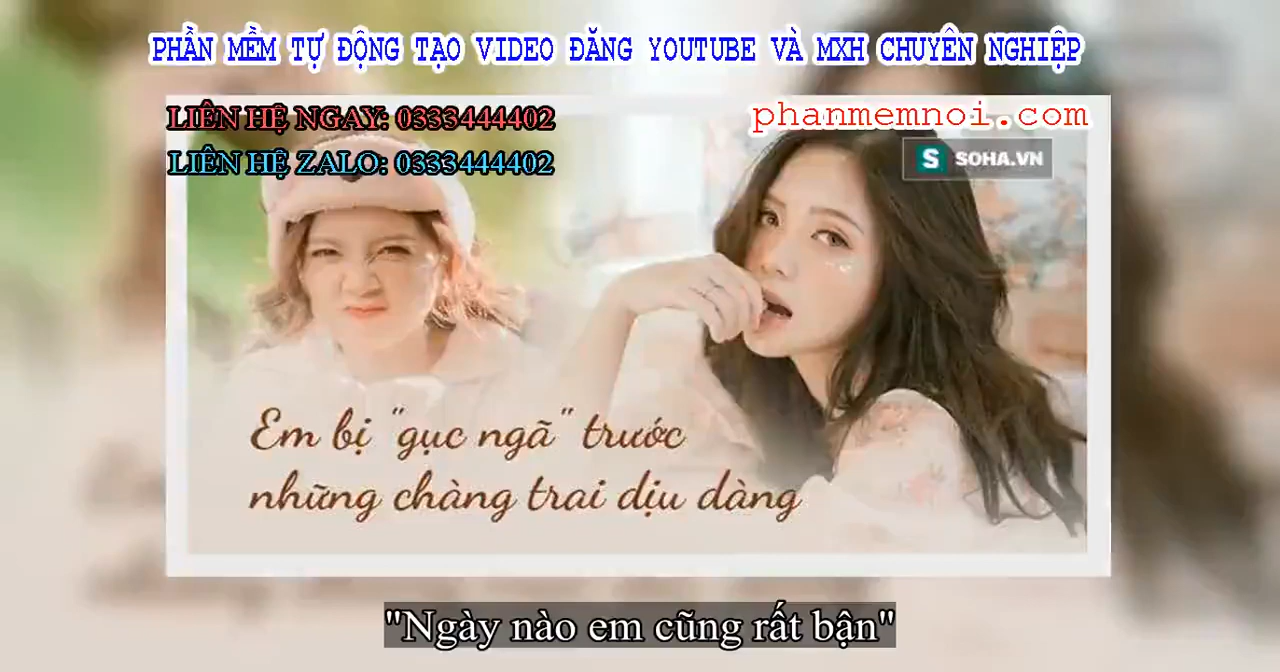 PHẦN MỀM TỰ ĐỘNG TẠO VIDEO ĐĂNG YOUTUBE VÀ MXH CHUYÊN NGHIỆP
LIÊN HỆ NGAY: 0333444402
phanmemnoi.com
LIÊN HỆ ZALO: 0333444402
S SOHA.VN
Em bị "gục ngã" trước
những chàng trai dịu dàng
"Ngày nào em cũng rất bận"